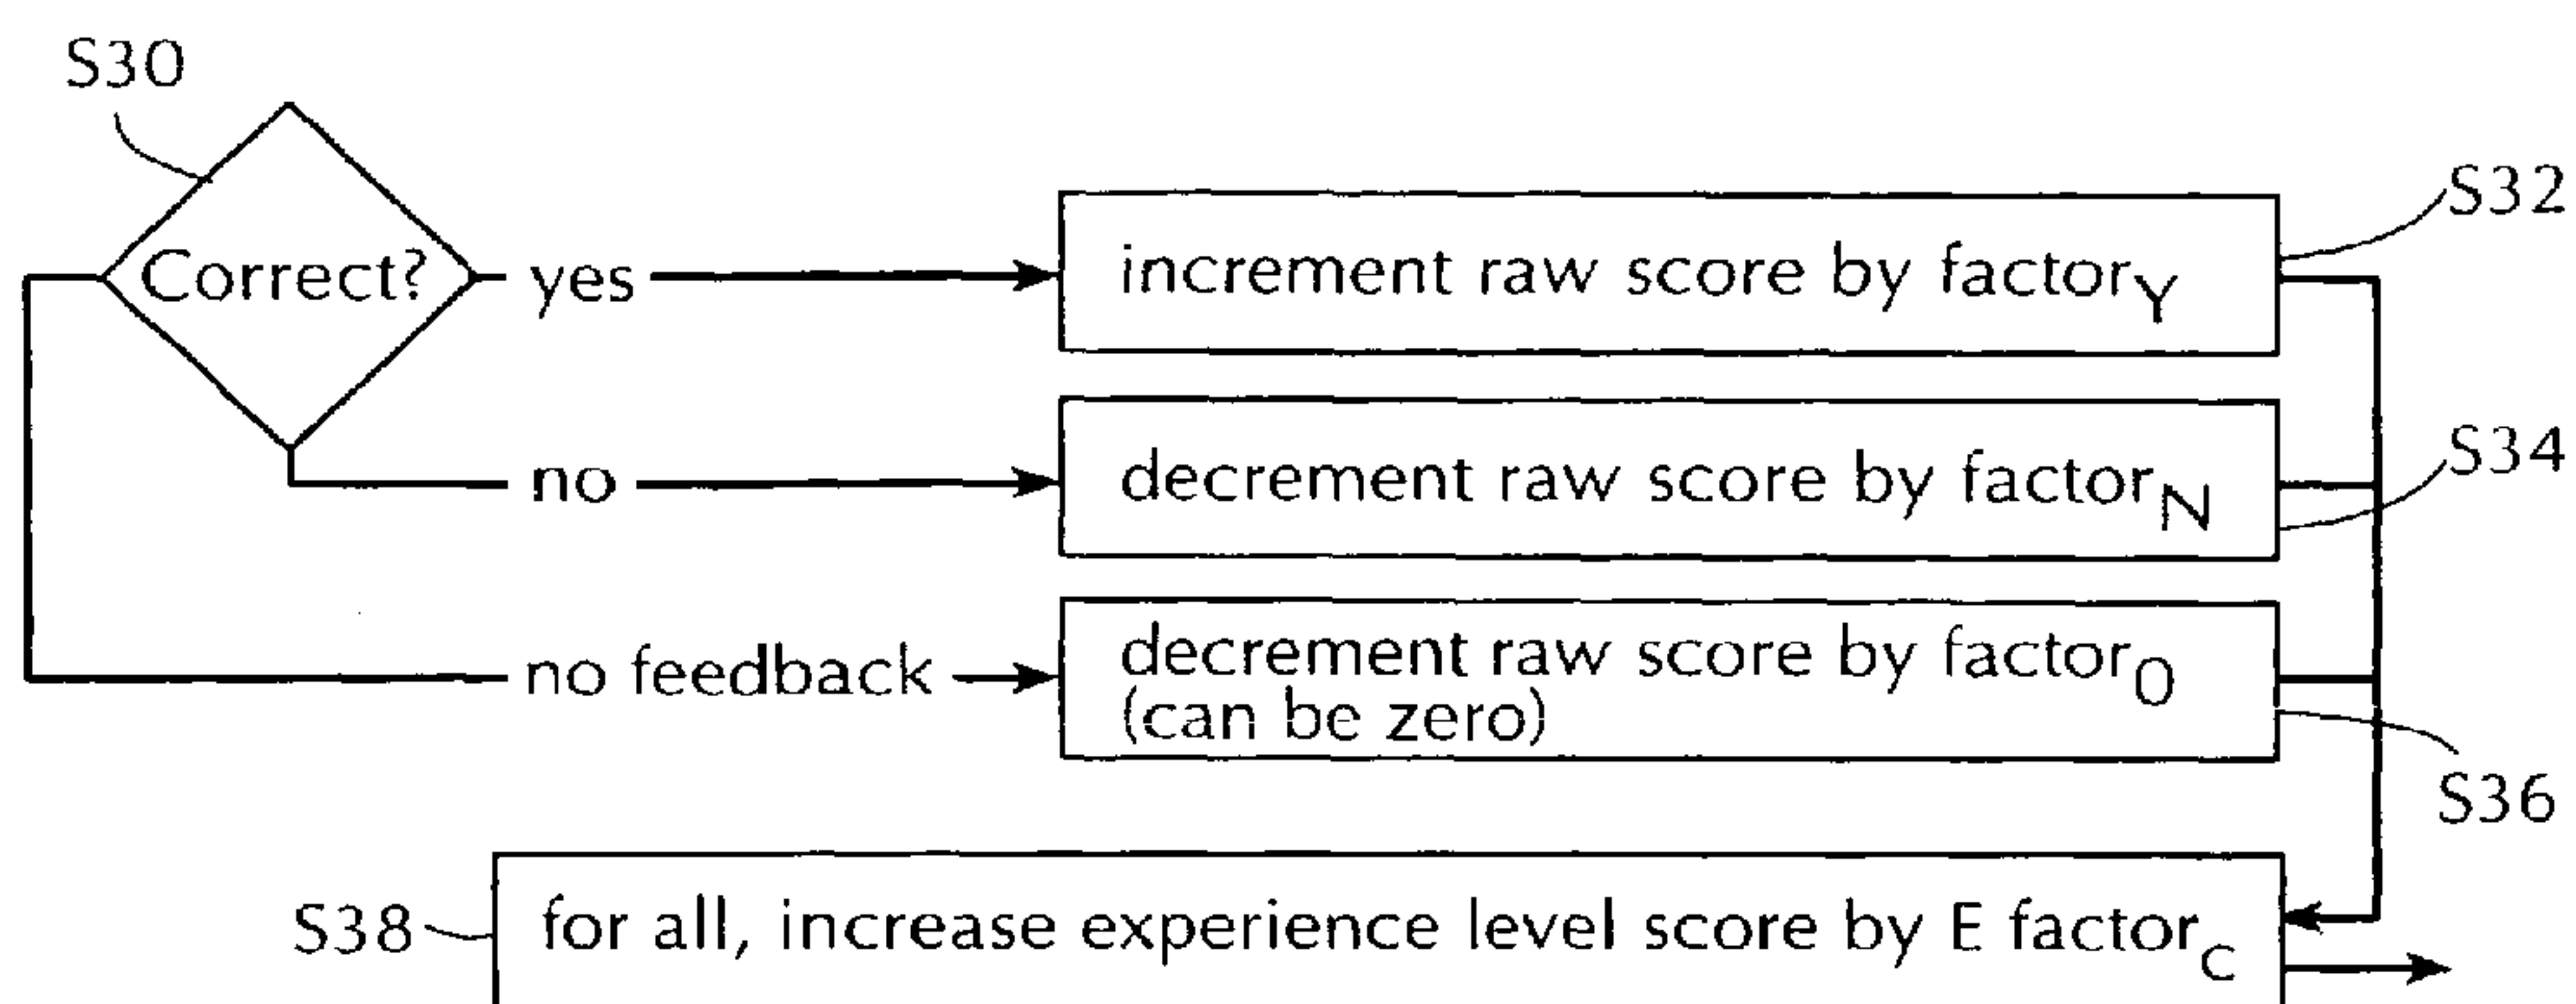 S30
Correct?
yes
increment raw score by factorY
S32
no
decrement raw score by factorN
S34
no feedback
decrement raw score by factor0
(can be zero)
S36
S38
for all, increase experience level score by E factorC